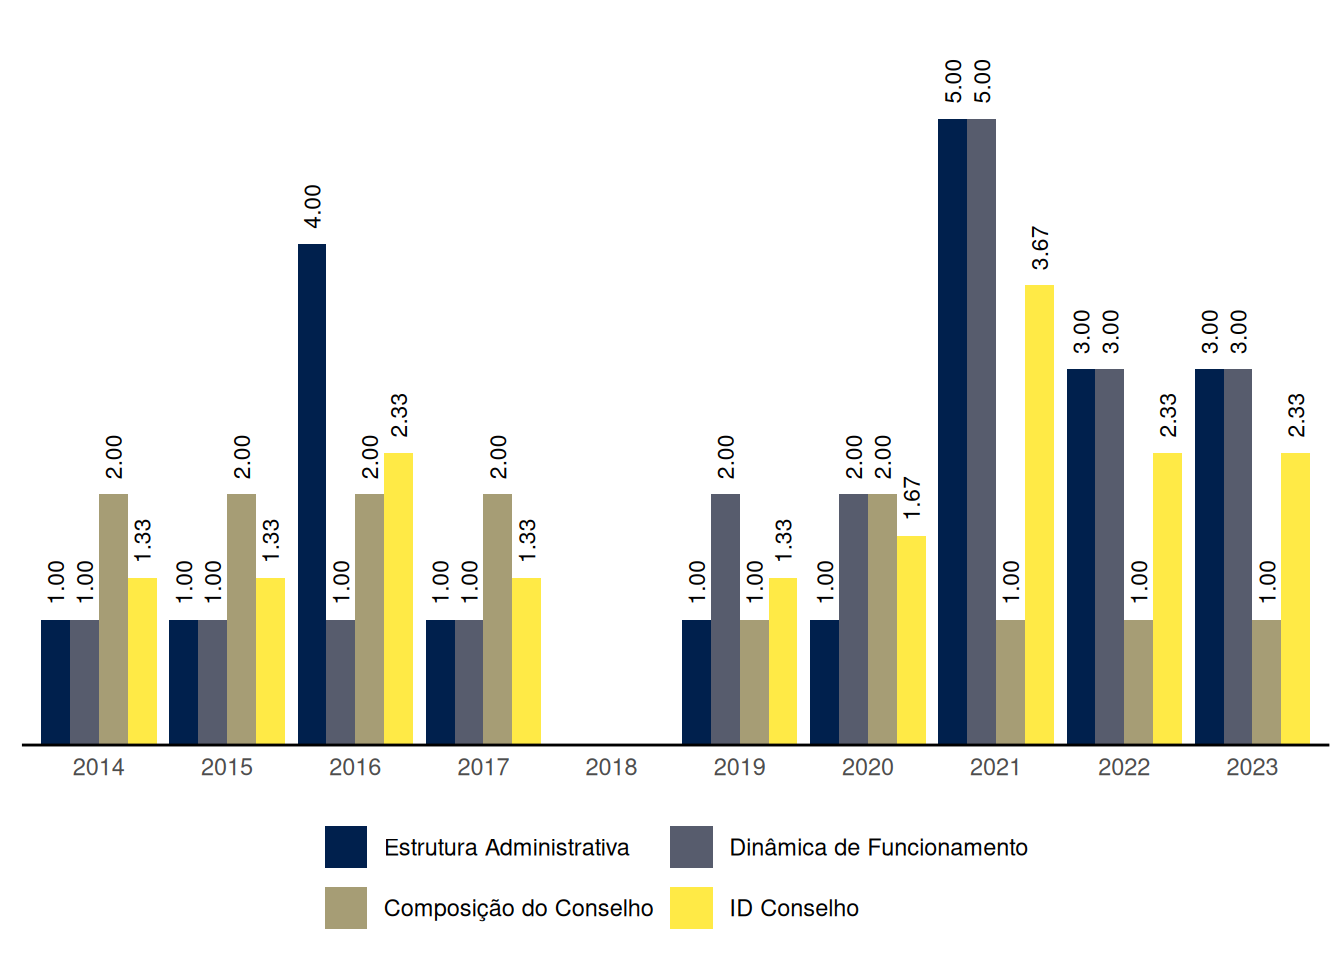 1.00 1.00 2.00 1.33
1.00 1.00 2.00 1.33
4.00 1.00 2.00 2.33
1.00 1.00 2.00 1.33
1.00 2.00 1.00 1.33
1.00 2.00 2.00 1.67
5.00 5.00 1.00 3.67
3.00 3.00 1.00 2.33
3.00 3.00 1.00 2.33
2014 2015 2016 2017 2018 2019 2020 2021 2022 2023
Estrutura Administrativa Dinâmica de Funcionamento
Composição do Conselho ID Conselho